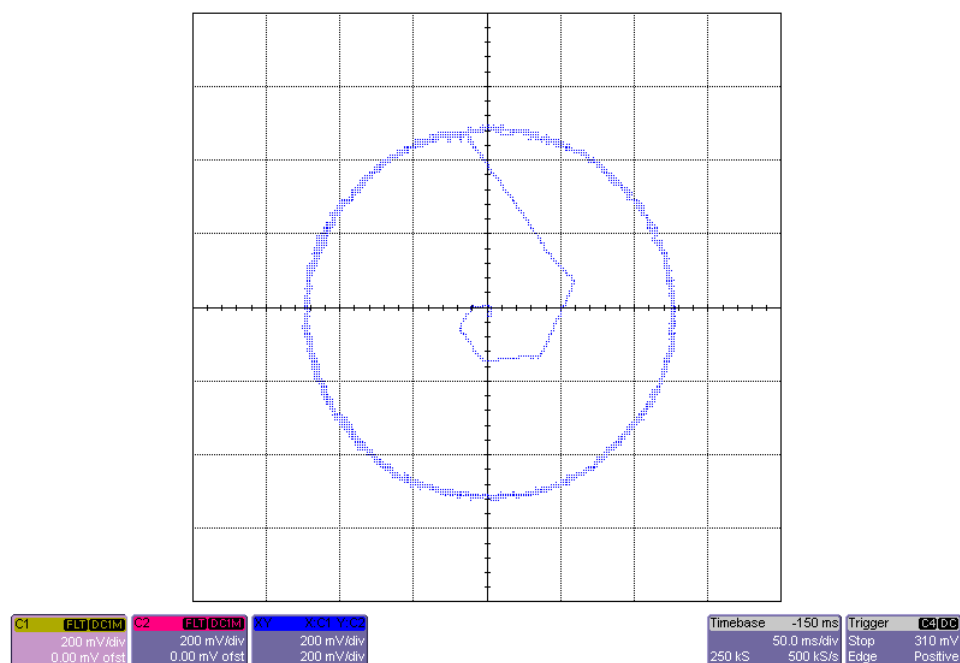 C1 FLT DC1M
200 mV/div
0.00 mV ofst
C2 FLT DC1M
200 mV/div
0.00 mV ofst
XY X:C1 Y:C2
200 mV/div
200 mV/div
Timebase -150 ms
50.0 ms/div
250 kS 500 kS/s
Trigger C4 DC
Stop 310 mV
Edge Positive